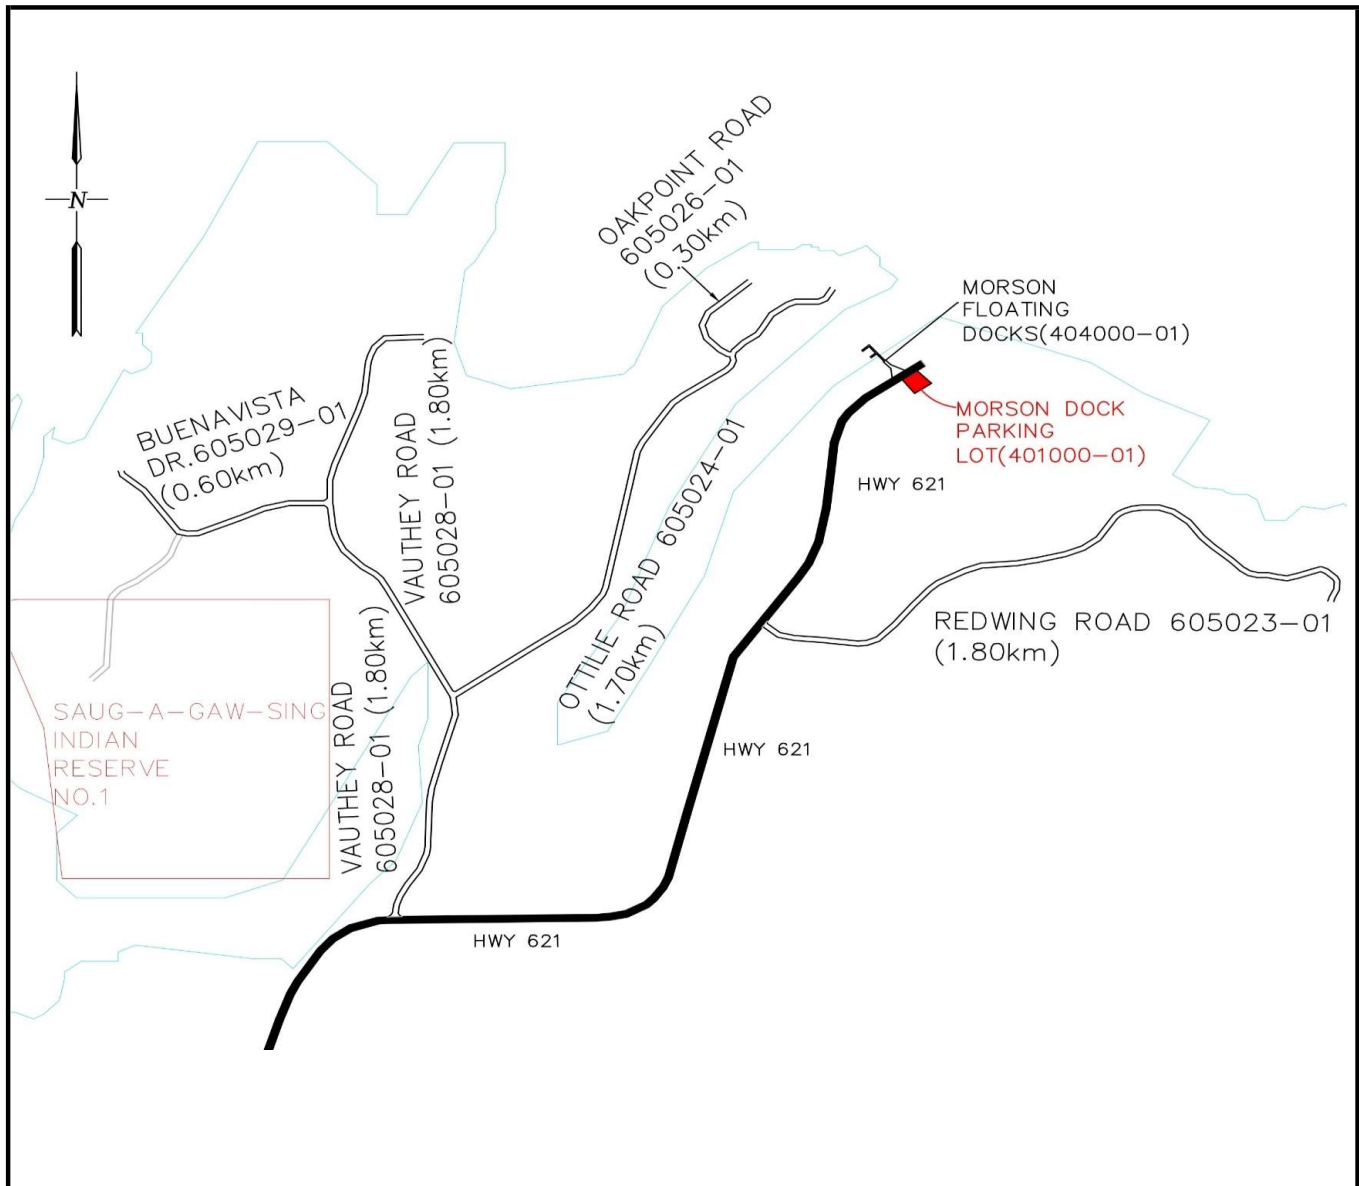 N
OAKPOINT ROAD
605026-01
(0.30km)
MORSON
FLOATING
DOCKS(404000-01)
MORSON DOCK
PARKING
LOT(401000-01)
BUENAVISTA
DR.605029-01
(0.60km)
VAUTHEY ROAD
605028-01 (1.80km)
HWY 621
OTTILIE ROAD 605024-01
(1.70km)
REDWING ROAD 605023-01
(1.80km)
SAUG-A-GAW-SING
INDIAN
RESERVE
NO.1
VAUTHEY ROAD
605028-01 (1.80km)
HWY 621
HWY 621